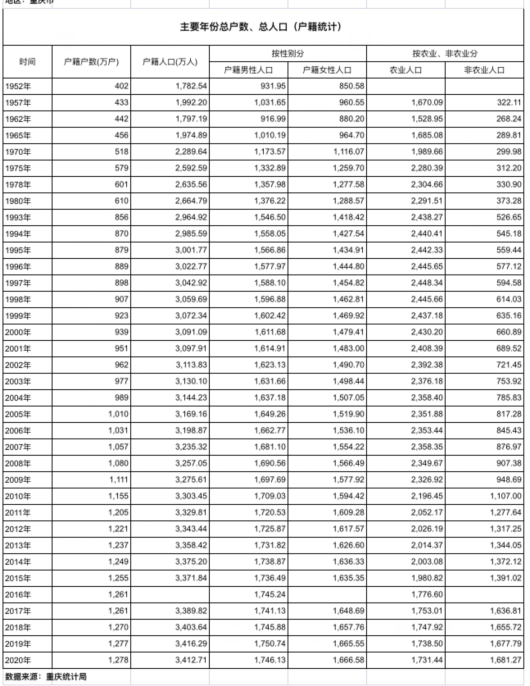 地区：重庆市
主要年份总户数、总人口（户籍统计）
时间 户籍户数(万户) 户籍人口(万人) 按性别分 按农业、非农业分
户籍男性人口 户籍女性人口 农业人口 非农业人口
1952年 402 1,782.54 931.95 850.58
1957年 433 1,992.20 1,031.65 960.55 1,670.09 322.11
1962年 442 1,797.19 916.99 880.20 1,528.95 268.24
1965年 456 1,974.89 1,010.19 964.70 1,685.08 289.81
1970年 518 2,289.64 1,173.57 1,116.07 1,989.66 299.98
1975年 579 2,592.59 1,332.89 1,259.70 2,280.39 312.20
1978年 601 2,635.56 1,357.98 1,277.58 2,304.66 330.90
1980年 610 2,664.79 1,376.22 1,288.57 2,291.51 373.28
1993年 856 2,964.92 1,546.50 1,418.42 2,438.27 526.65
1994年 870 2,985.59 1,558.05 1,427.54 2,440.41 545.18
1995年 879 3,001.77 1,566.86 1,434.91 2,442.33 559.44
1996年 889 3,022.77 1,577.97 1,444.80 2,445.65 577.12
1997年 898 3,042.92 1,588.10 1,454.82 2,448.34 594.58
1998年 907 3,059.69 1,596.88 1,462.81 2,445.66 614.03
1999年 923 3,072.34 1,602.42 1,469.92 2,437.18 635.16
2000年 939 3,091.09 1,611.68 1,479.41 2,430.20 660.89
2001年 951 3,097.91 1,614.91 1,483.00 2,408.39 689.52
2002年 962 3,113.83 1,623.13 1,490.70 2,392.38 721.45
2003年 977 3,130.10 1,631.66 1,498.44 2,376.18 753.92
2004年 989 3,144.23 1,637.18 1,507.05 2,358.40 785.83
2005年 1,010 3,169.16 1,649.26 1,519.90 2,351.88 817.28
2006年 1,031 3,198.87 1,662.77 1,536.10 2,353.44 845.43
2007年 1,057 3,235.32 1,681.10 1,554.22 2,358.35 876.97
2008年 1,080 3,257.05 1,690.56 1,566.49 2,349.67 907.38
2009年 1,111 3,275.61 1,697.69 1,577.92 2,326.92 948.69
2010年 1,155 3,303.45 1,709.03 1,594.42 2,196.45 1,107.00
2011年 1,205 3,329.81 1,720.53 1,609.28 2,052.17 1,277.64
2012年 1,221 3,343.44 1,725.87 1,617.57 2,026.19 1,317.25
2013年 1,237 3,358.42 1,731.82 1,626.60 2,014.37 1,344.05
2014年 1,249 3,375.20 1,738.87 1,636.33 2,003.08 1,372.12
2015年 1,255 3,371.84 1,736.49 1,635.35 1,980.82 1,391.02
2016年 1,261 1,745.24 1,776.60
2017年 1,261 3,389.82 1,741.13 1,648.69 1,753.01 1,636.81
2018年 1,270 3,403.64 1,745.88 1,657.76 1,747.92 1,655.72
2019年 1,277 3,416.29 1,750.74 1,665.55 1,738.50 1,677.79
2020年 1,278 3,412.71 1,746.13 1,666.58 1,731.44 1,681.27
数据来源：重庆统计局